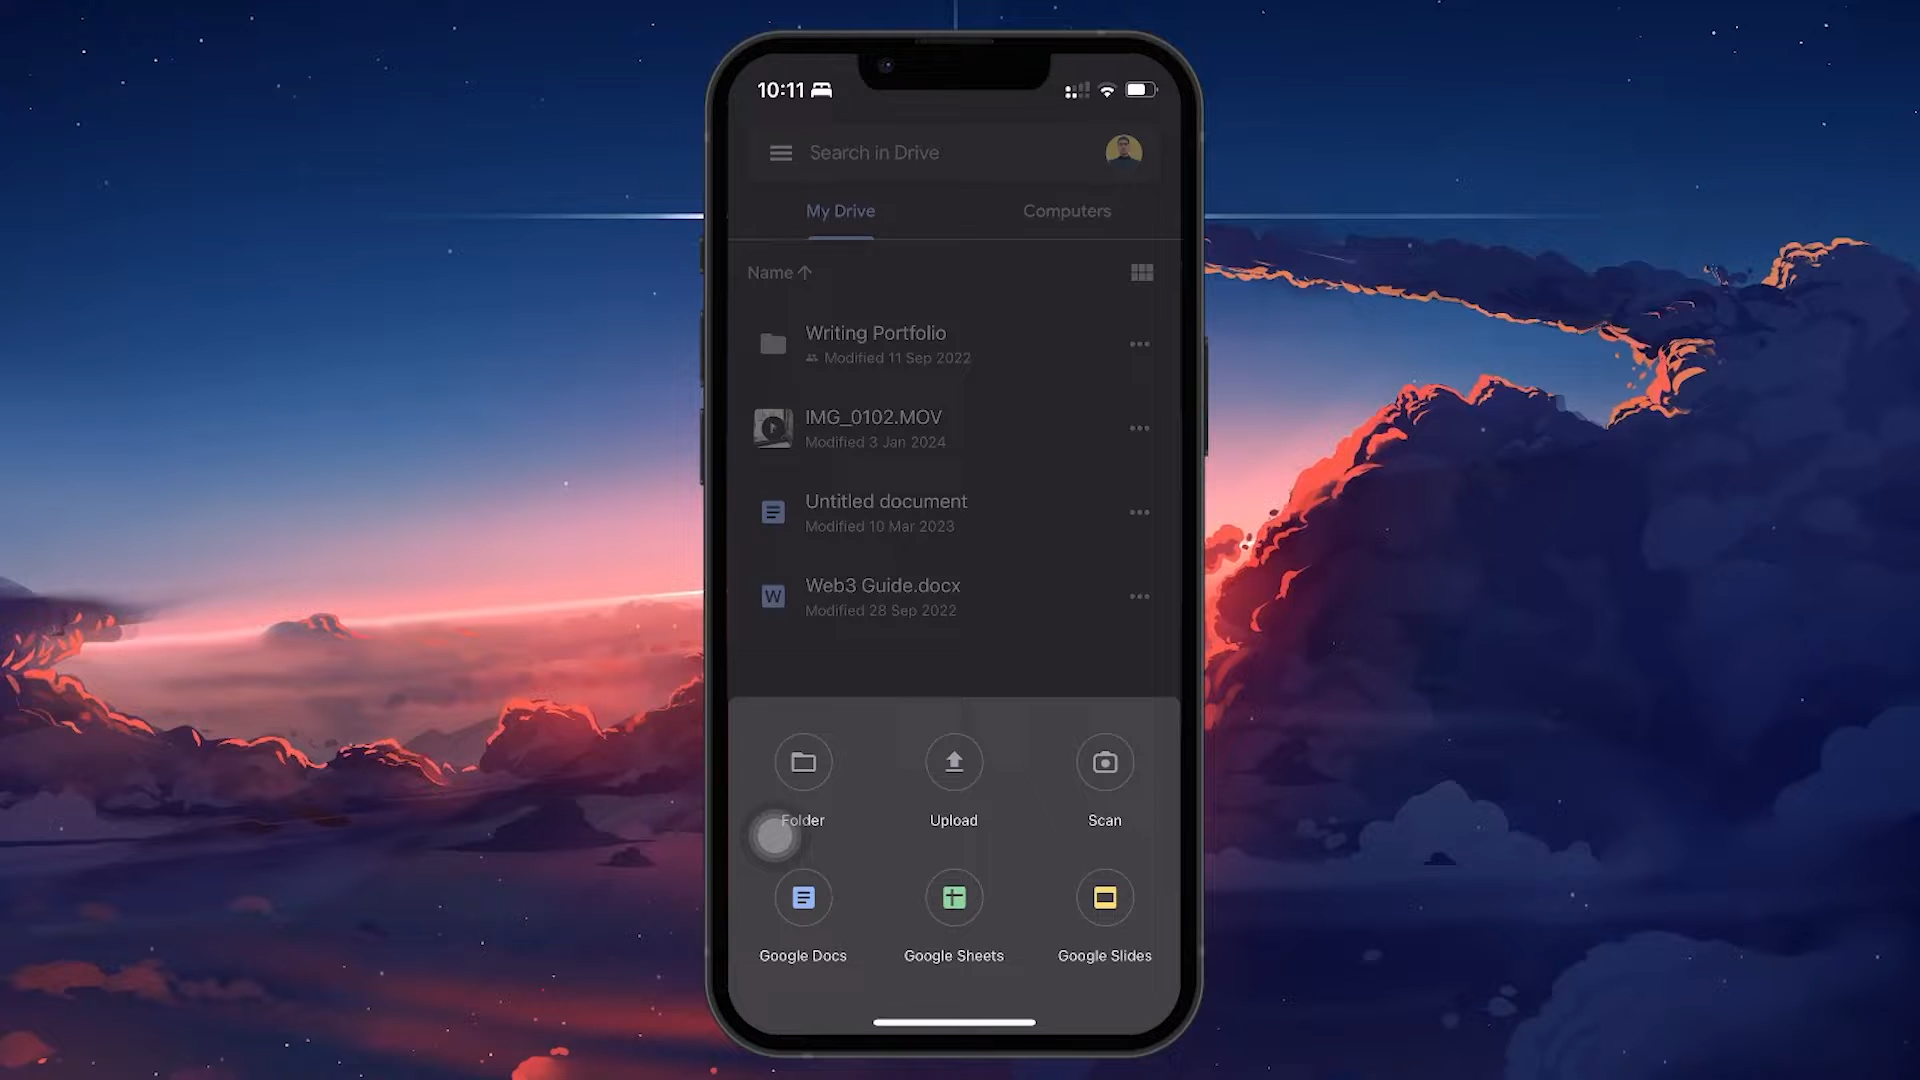 10:11
Search in Drive
My Drive
Computers
Name
Writing Portfolio
Modified 11 Sep 2022
IMG_0102.MOV
Modified 3 Jan 2024
Untitled document
Modified 10 Mar 2023
W
Web3 Guide.docx
Modified 28 Sep 2022
Folder
Upload
Scan
Google Docs
Google Sheets
Google Slides